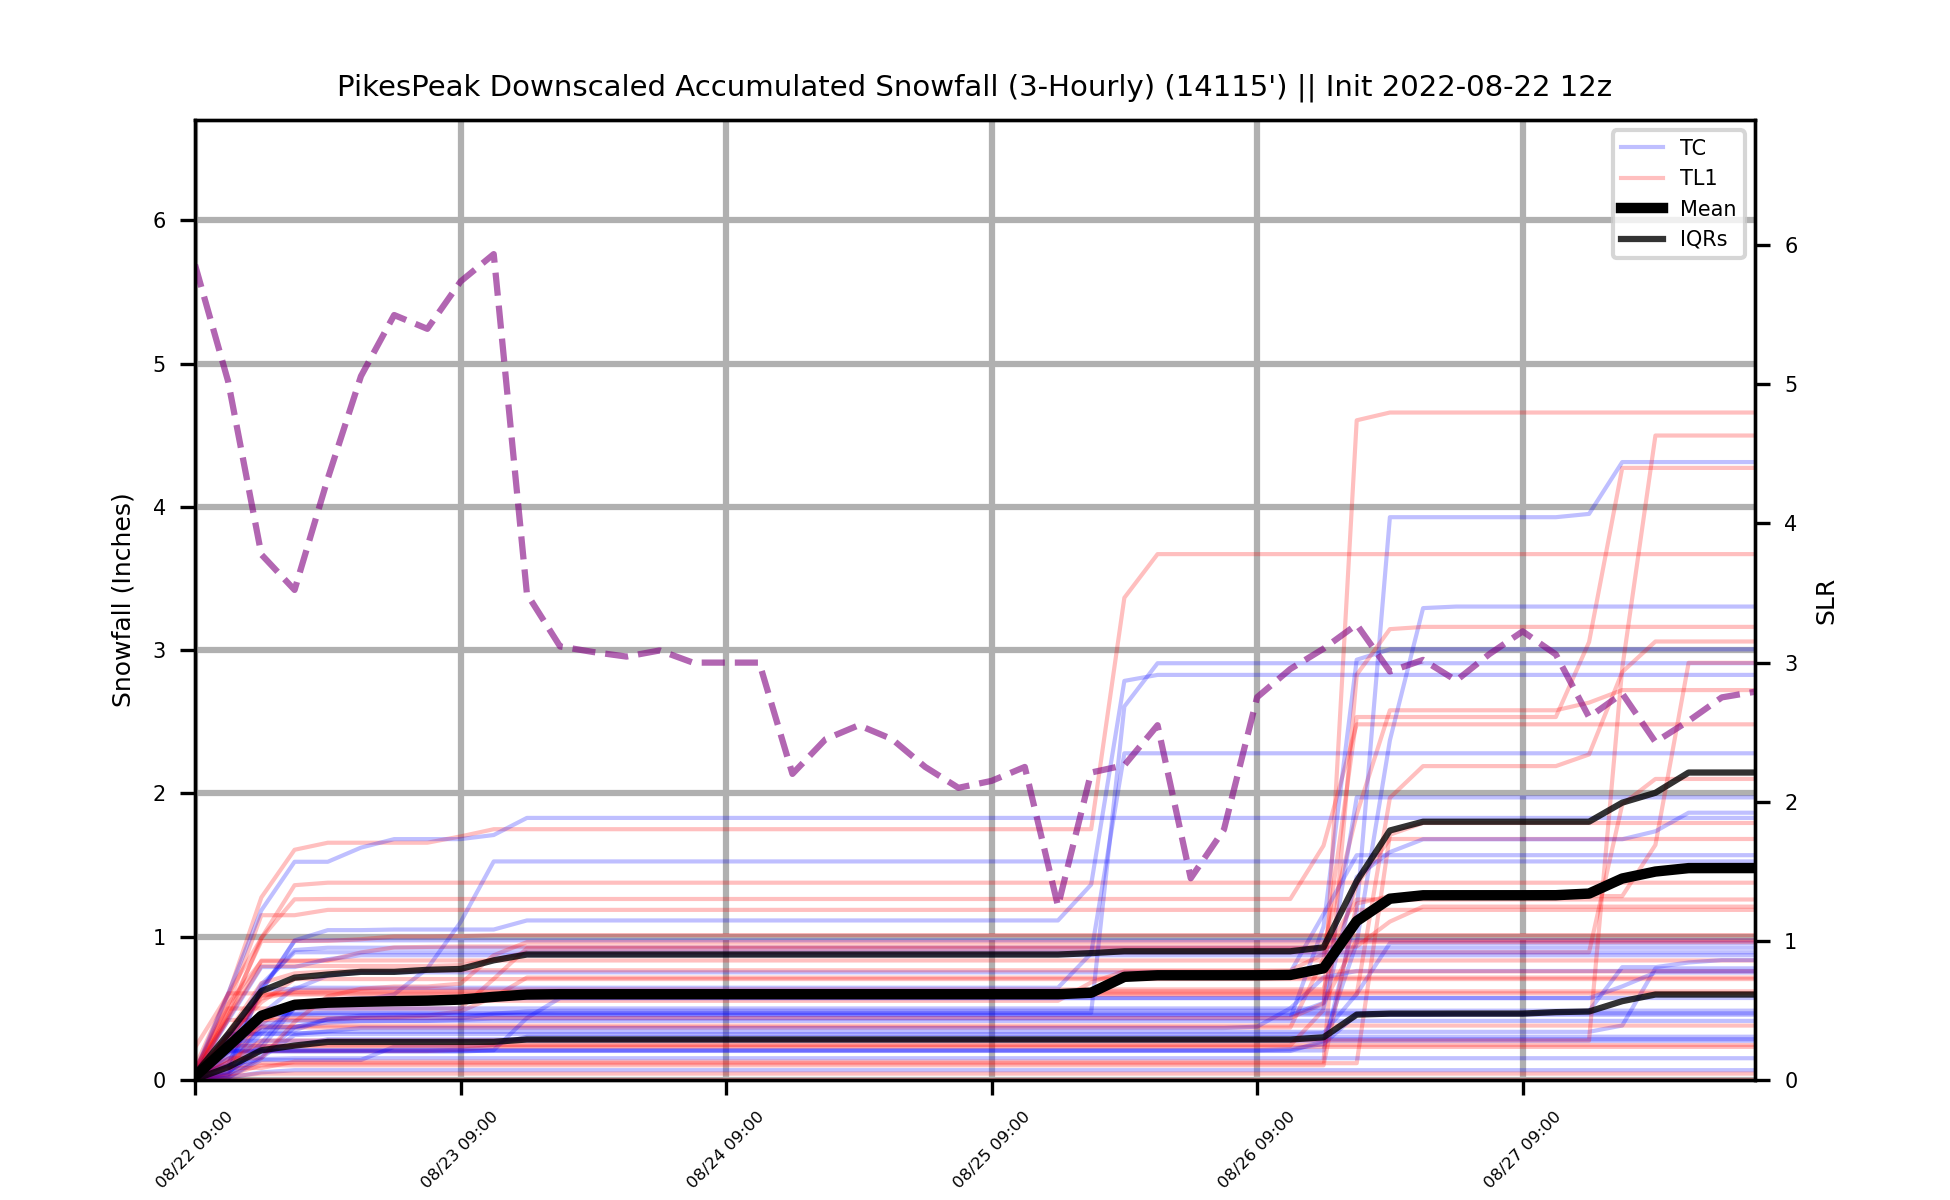 PikesPeak Downscaled Accumulated Snowfall (3-Hourly) (14115') || Init 2022-08-22 12z
TC
TL1
Mean
IQRs
Snowfall (Inches)
6
5
4
3
2
1
0
6
5
4
3
2
1
0
SLR
08/22 09:00
08/23 09:00
08/24 09:00
08/25 09:00
08/26 09:00
08/27 09:00